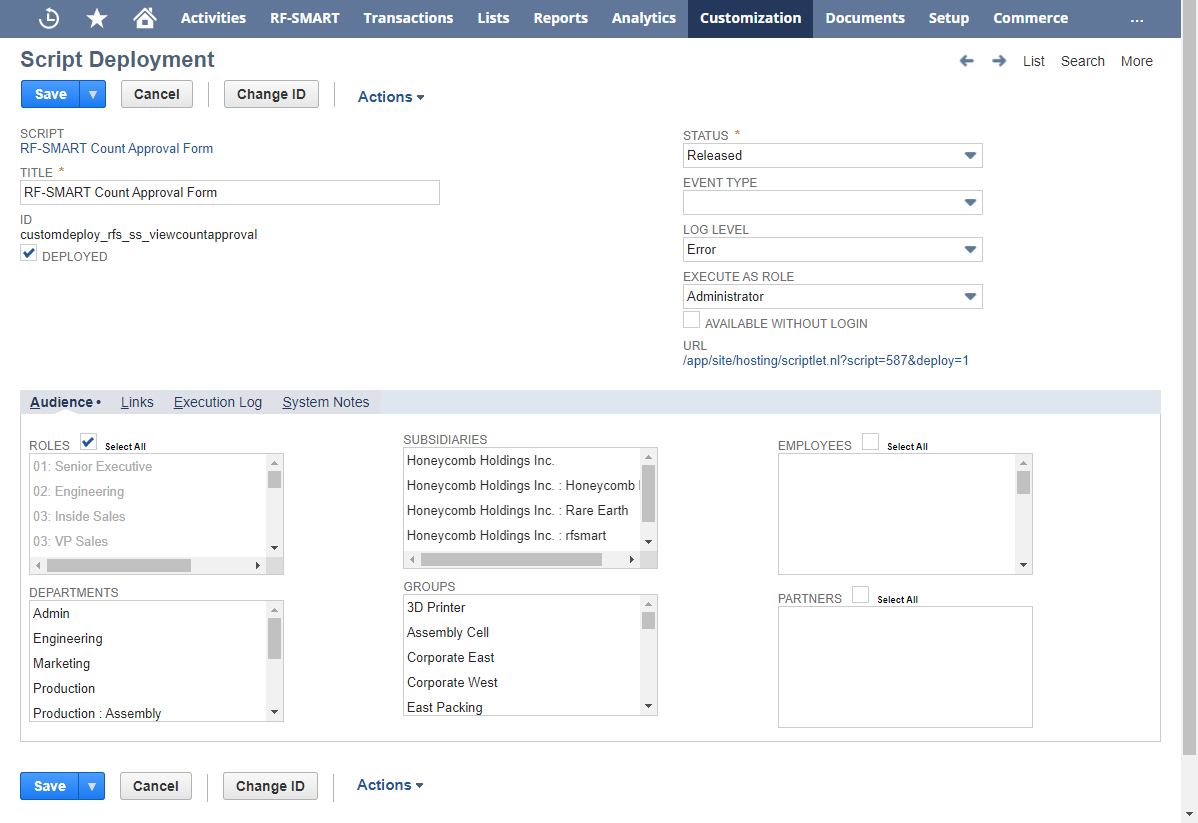 Activities RF-SMART Transactions Lists Reports Analytics Customization Documents Setup Commerce ...
Script Deployment
List Search More
Save Cancel Change ID Actions
SCRIPT
RF-SMART Count Approval Form
TITLE *
RF-SMART Count Approval Form
ID
customdeploy_rfs_ss_viewcountapproval
DEPLOYED
STATUS *
Released
EVENT TYPE
LOG LEVEL
Error
EXECUTE AS ROLE
Administrator
AVAILABLE WITHOUT LOGIN
URL
/app/site/hosting/scriptlet.nl?script=587&deploy=1
Audience • Links Execution Log System Notes
ROLES Select All
01: Senior Executive
02: Engineering
03: Inside Sales
03: VP Sales
DEPARTMENTS
Admin
Engineering
Marketing
Production
Production : Assembly
SUBSIDIARIES
Honeycomb Holdings Inc.
Honeycomb Holdings Inc. : Honeycomb
Honeycomb Holdings Inc. : Rare Earth
Honeycomb Holdings Inc. : rfsmart
GROUPS
3D Printer
Assembly Cell
Corporate East
Corporate West
East Packing
EMPLOYEES Select All
PARTNERS Select All
Save Cancel Change ID Actions